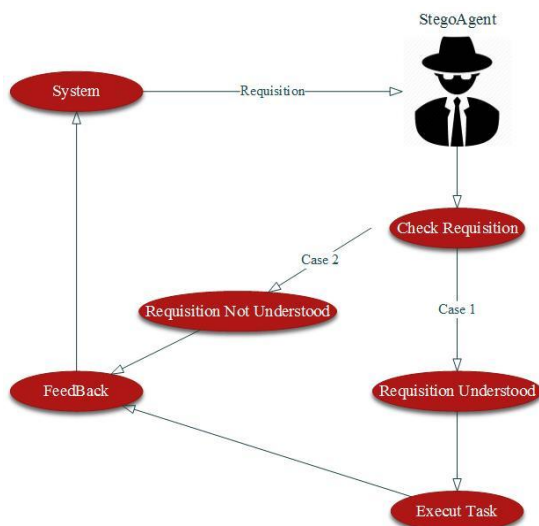 StegoAgent
System
Requisition
Check Requisition
Case 2
Requisition Not Understood
Case 1
FeedBack
Requisition Understood
Execut Task